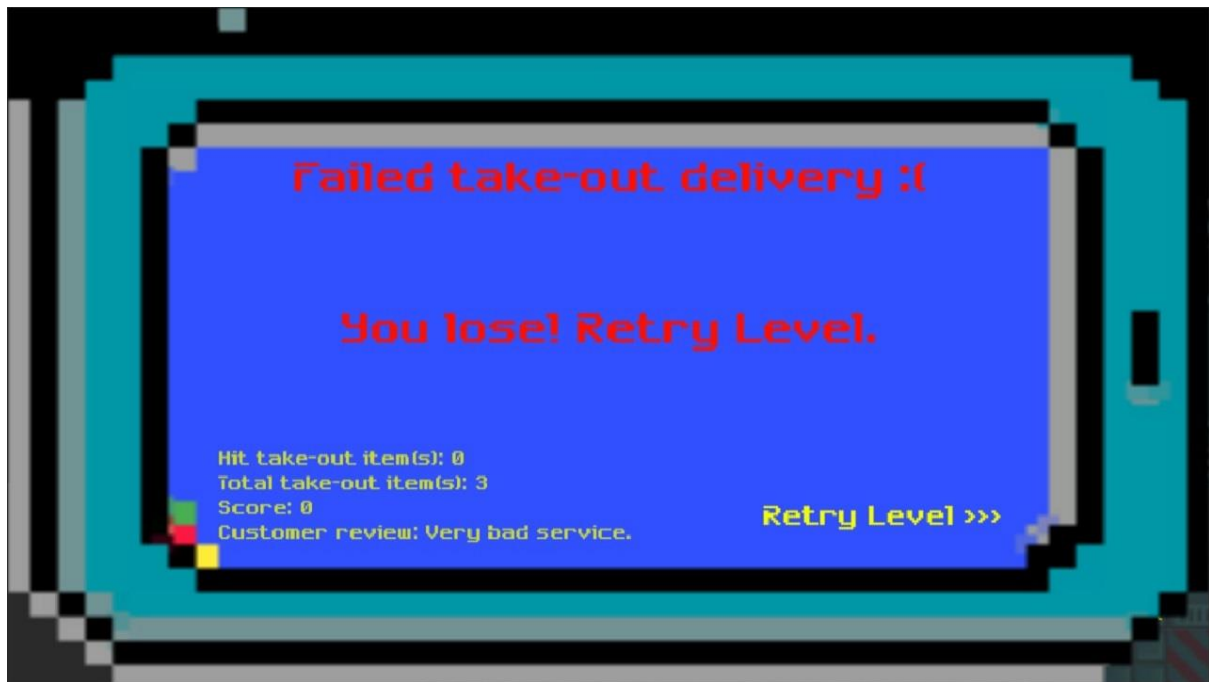 Failed take-out delivery :(
You lose! Retry Level.
Hit take-out item(s): 0
Total take-out item(s): 3
Score: 0
Customer review: Very bad service.
Retry Level >>>